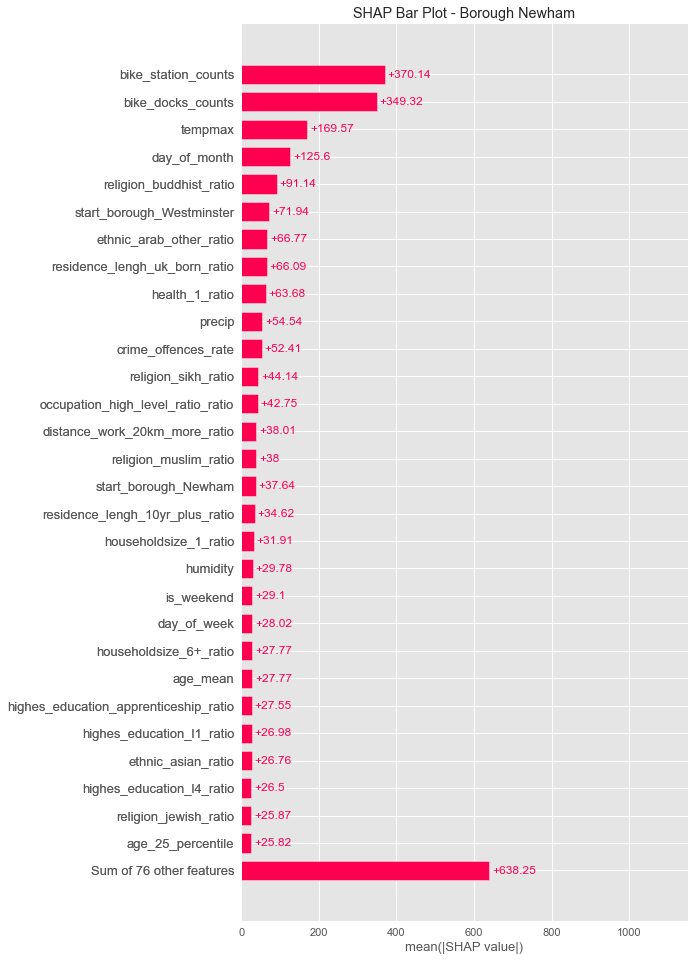 SHAP Bar Plot - Borough Newham
bike_station_counts +370.14
bike_docks_counts +349.32
tempmax +169.57
day_of_month +125.6
religion_buddhist_ratio +91.14
start_borough_Westminster +71.94
ethnic_arab_other_ratio +66.77
residence_lengh_uk_born_ratio +66.09
health_1_ratio +63.68
precip +54.54
crime_offences_rate +52.41
religion_sikh_ratio +44.14
occupation_high_level_ratio_ratio +42.75
distance_work_20km_more_ratio +38.01
religion_muslim_ratio +38
start_borough_Newham +37.64
residence_lengh_10yr_plus_ratio +34.62
householdsize_1_ratio +31.91
humidity +29.78
is_weekend +29.1
day_of_week +28.02
householdsize_6+_ratio +27.77
age_mean +27.77
highes_education_apprenticeship_ratio +27.55
highes_education_l1_ratio +26.98
ethnic_asian_ratio +26.76
highes_education_l4_ratio +26.5
religion_jewish_ratio +25.87
age_25_percentile +25.82
Sum of 76 other features +638.25
0 200 400 600 800 1000
mean(|SHAP value|)